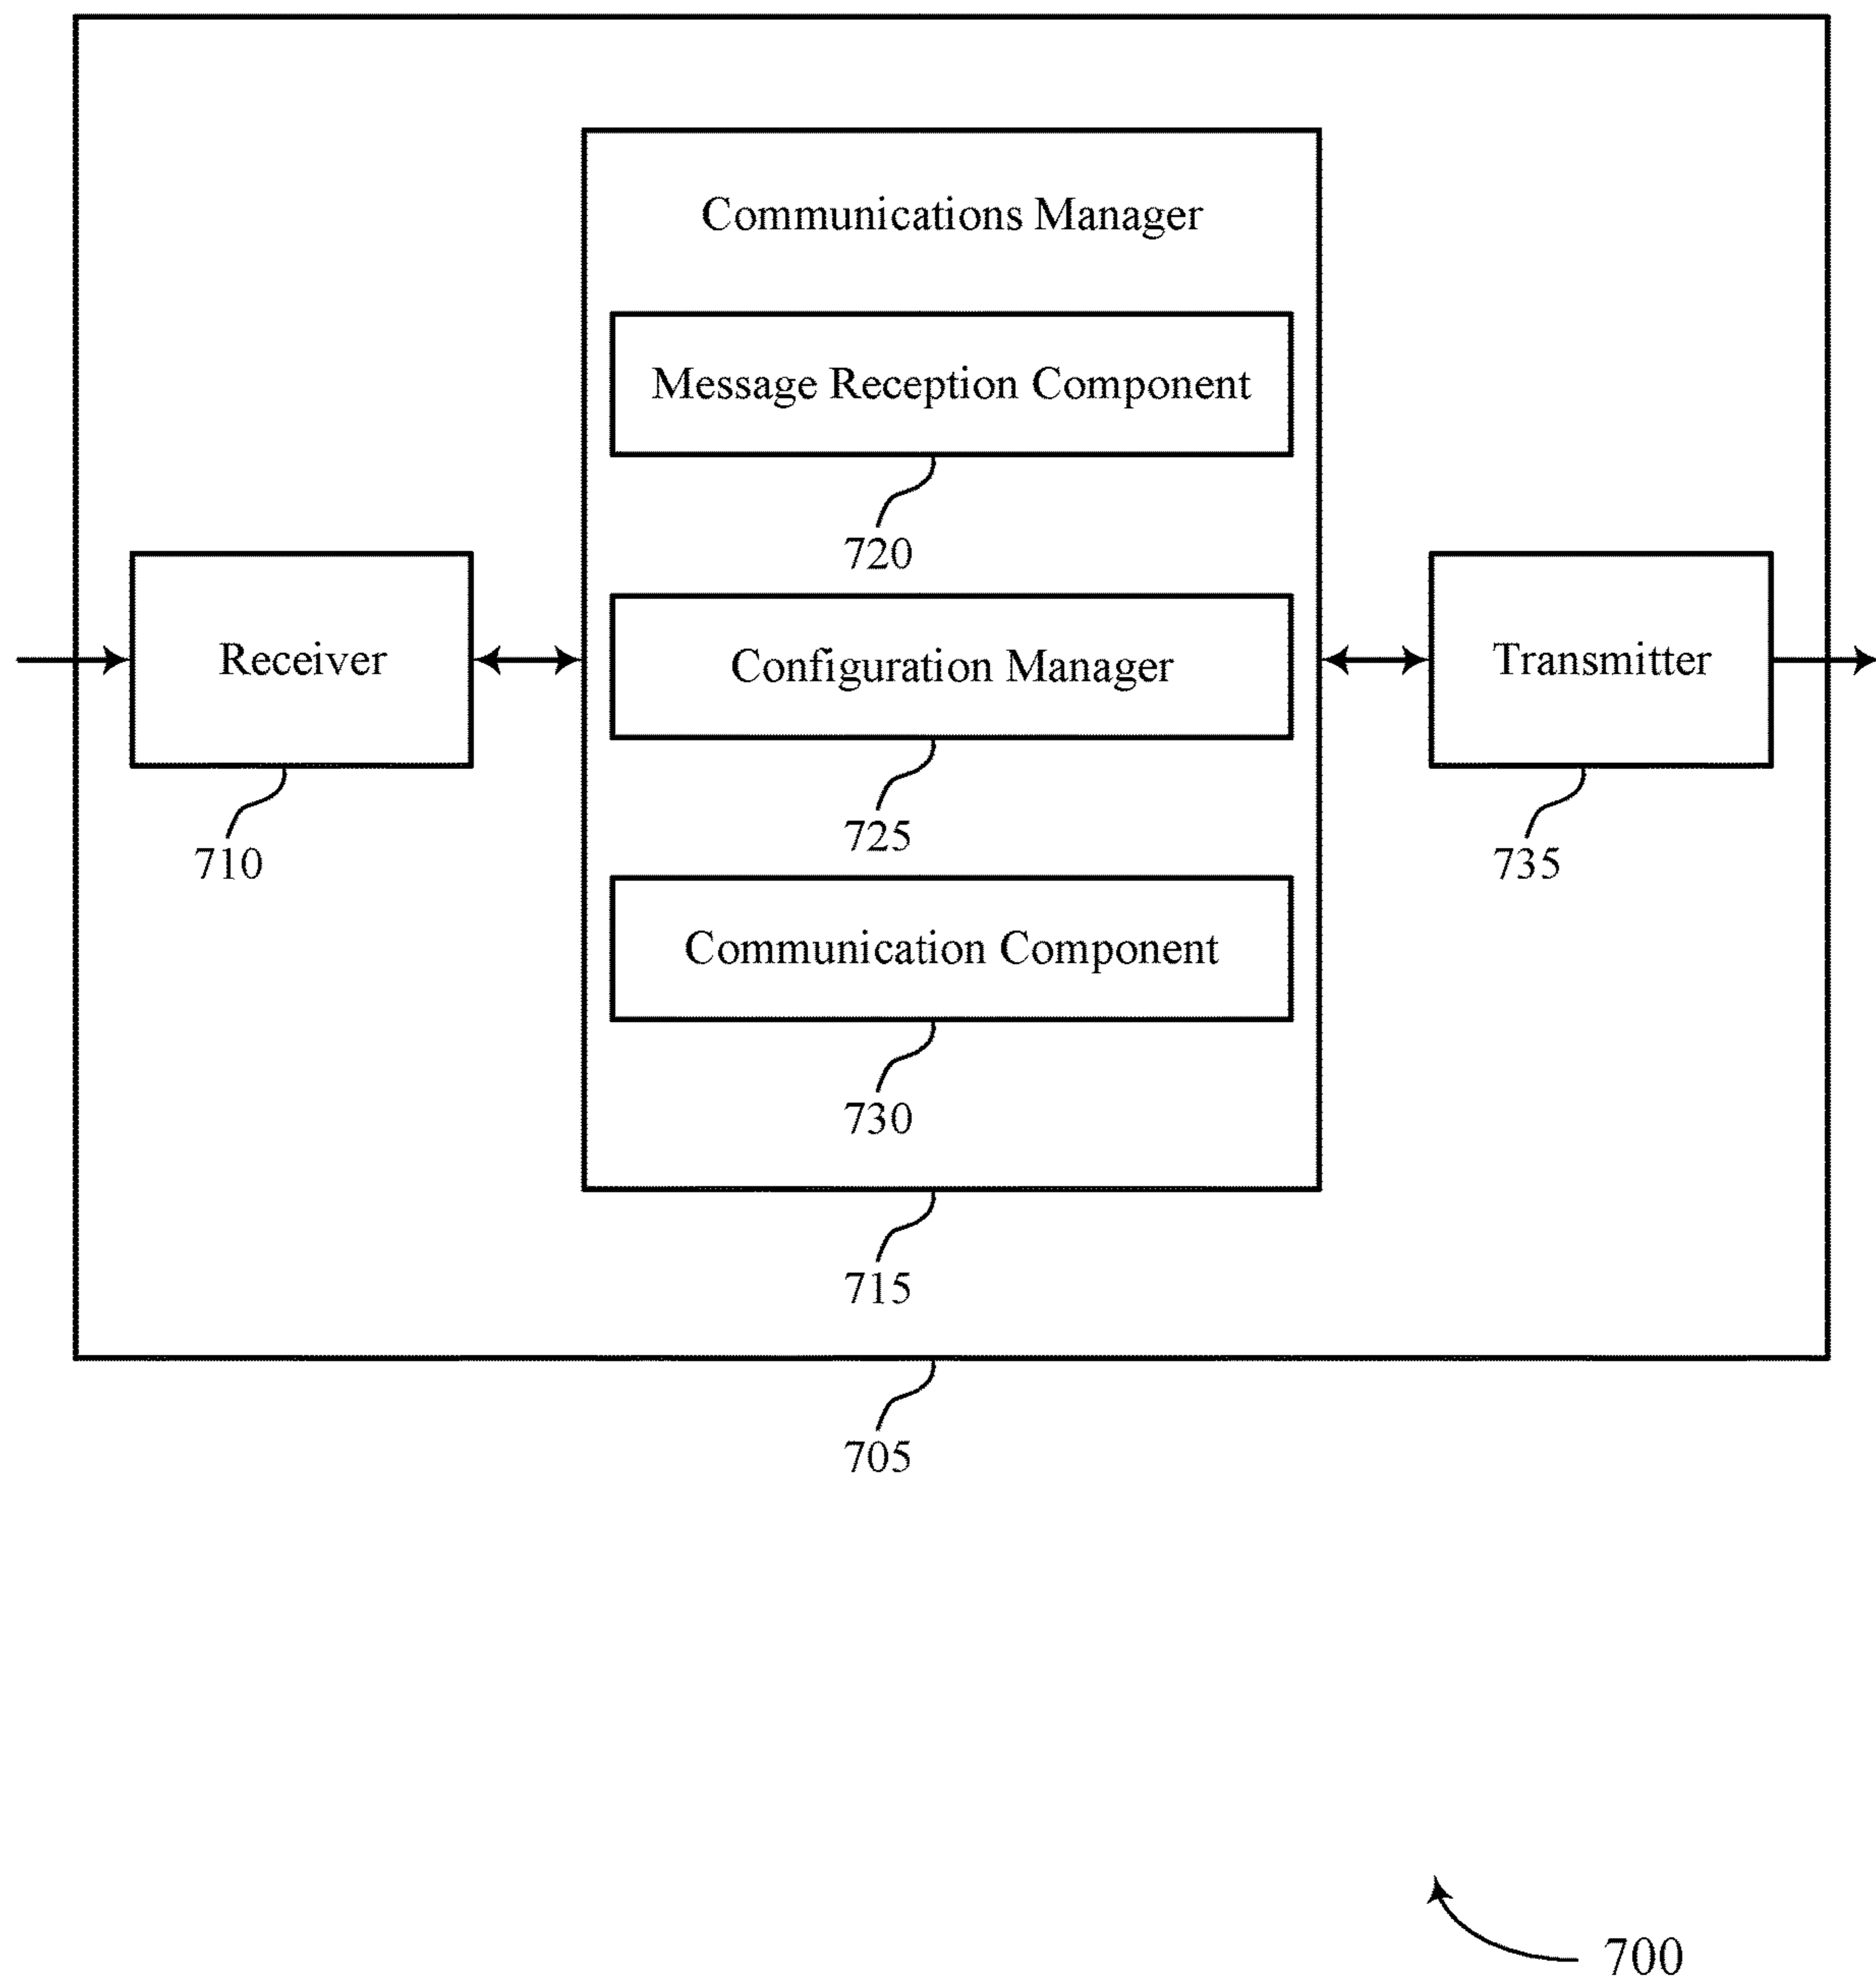 Communications Manager
Message Reception Component
720
Receiver
710
Configuration Manager
725
Transmitter
735
Communication Component
730
715
705
700